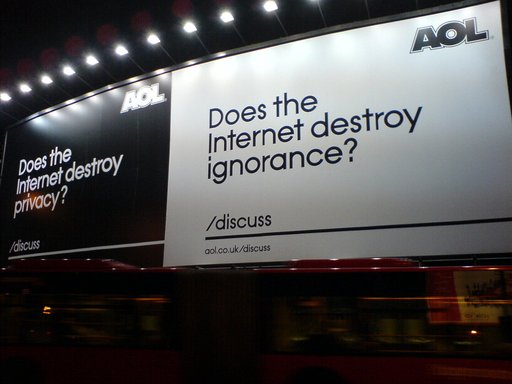 AOL
Does the
Internet destroy
privacy?
/discuss
AOL
Does the
Internet destroy
ignorance?
/discuss
aol.co.uk/discuss